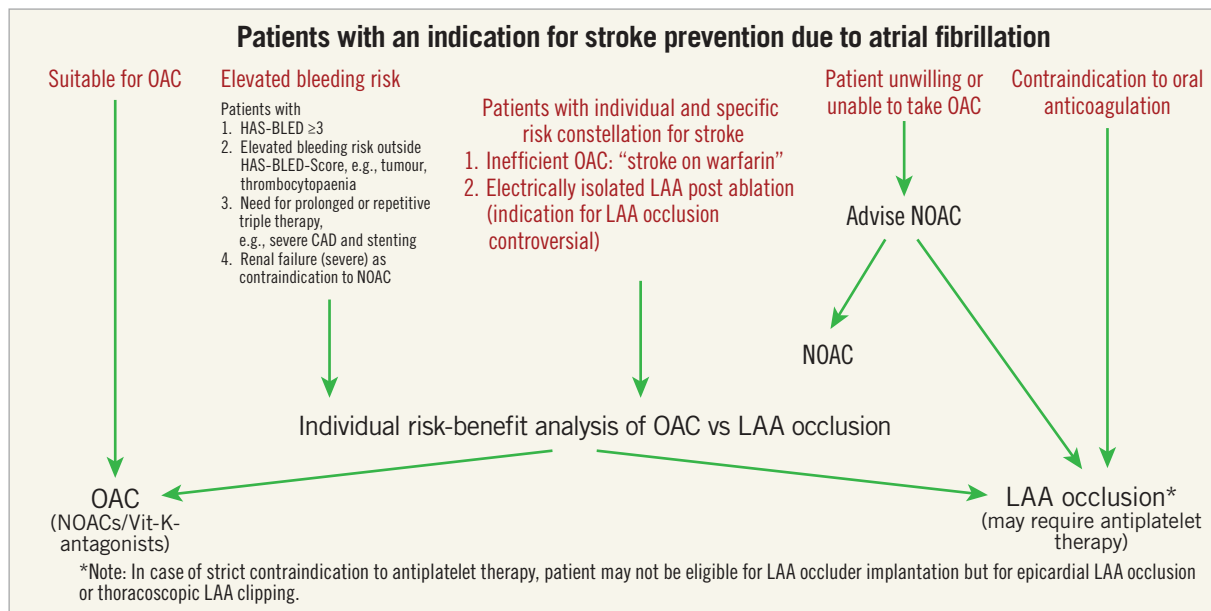 Patients with an indication for stroke prevention due to atrial fibrillation
Suitable for OAC
Elevated bleeding risk
Patients with
1. HAS-BLED ≥3
2. Elevated bleeding risk outside
HAS-BLED-Score, e.g., tumour,
thrombocytopaenia
3. Need for prolonged or repetitive
triple therapy,
e.g., severe CAD and stenting
4. Renal failure (severe) as
contraindication to NOAC
Patients with individual and specific
risk constellation for stroke
1. Inefficient OAC: “stroke on warfarin”
2. Electrically isolated LAA post ablation
(indication for LAA occlusion
controversial)
Patient unwilling or
unable to take OAC
Contraindication to oral
anticoagulation
Advise NOAC
NOAC
Individual risk-benefit analysis of OAC vs LAA occlusion
OAC
(NOACs/Vit-K-
antagonists)
LAA occlusion*
(may require antiplatelet
therapy)
*Note: In case of strict contraindication to antiplatelet therapy, patient may not be eligible for LAA occluder implantation but for epicardial LAA occlusion
or thoracoscopic LAA clipping.